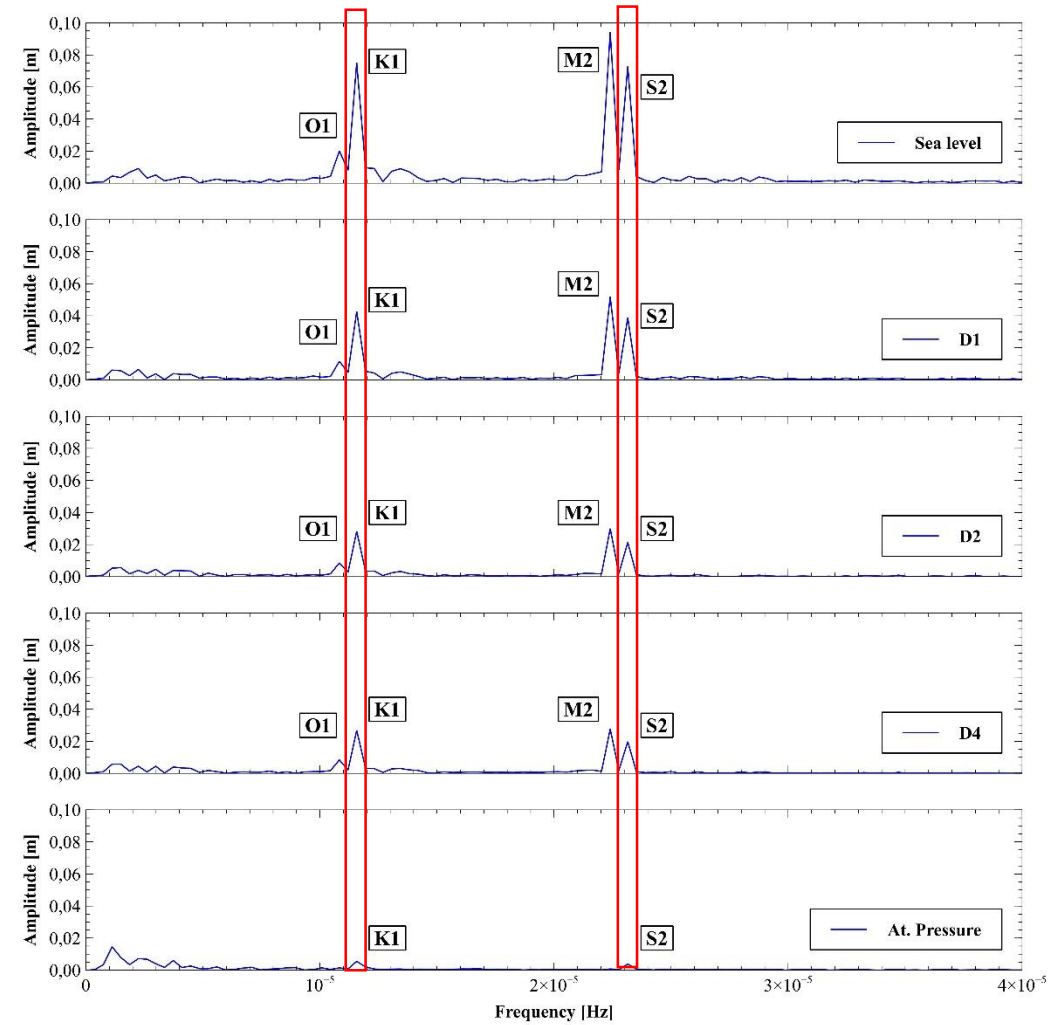 0,10
0,08
0,06
0,04
0,02
0,00
Amplitude [m]
O1
K1
M2
S2
Sea level
0,10
0,08
0,06
0,04
0,02
0,00
Amplitude [m]
O1
K1
M2
S2
D1
0,10
0,08
0,06
0,04
0,02
0,00
Amplitude [m]
O1
K1
M2
S2
D2
0,10
0,08
0,06
0,04
0,02
0,00
Amplitude [m]
O1
K1
M2
S2
D4
0,10
0,08
0,06
0,04
0,02
0,00
Amplitude [m]
K1
S2
At. Pressure
0
10⁻⁵
2×10⁻⁵
3×10⁻⁵
4×10⁻⁵
Frequency [Hz]